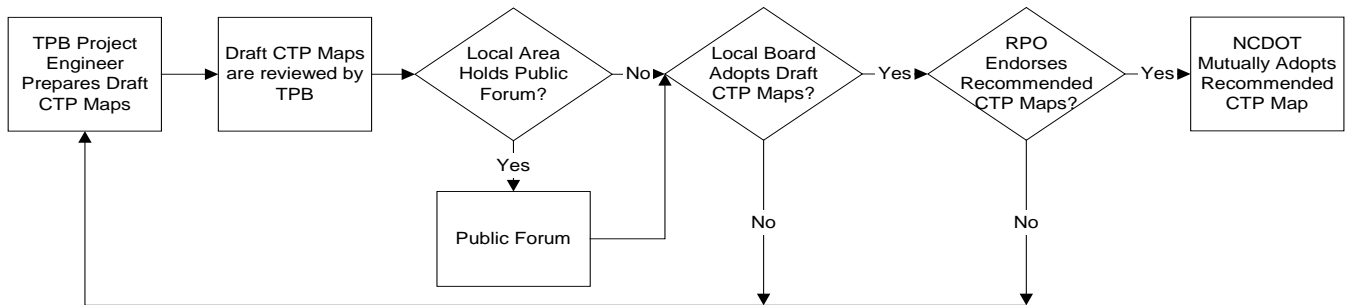 TPB Project
Engineer
Prepares Draft
CTP Maps
Draft CTP Maps
are reviewed by
TPB
Local Area
Holds Public
Forum?
No
Local Board
Adopts Draft
CTP Maps?
Yes
RPO
Endorses
Recommended
CTP Maps?
Yes
NCDOT
Mutually Adopts
Recommended
CTP Map
Yes
Public Forum
No
No